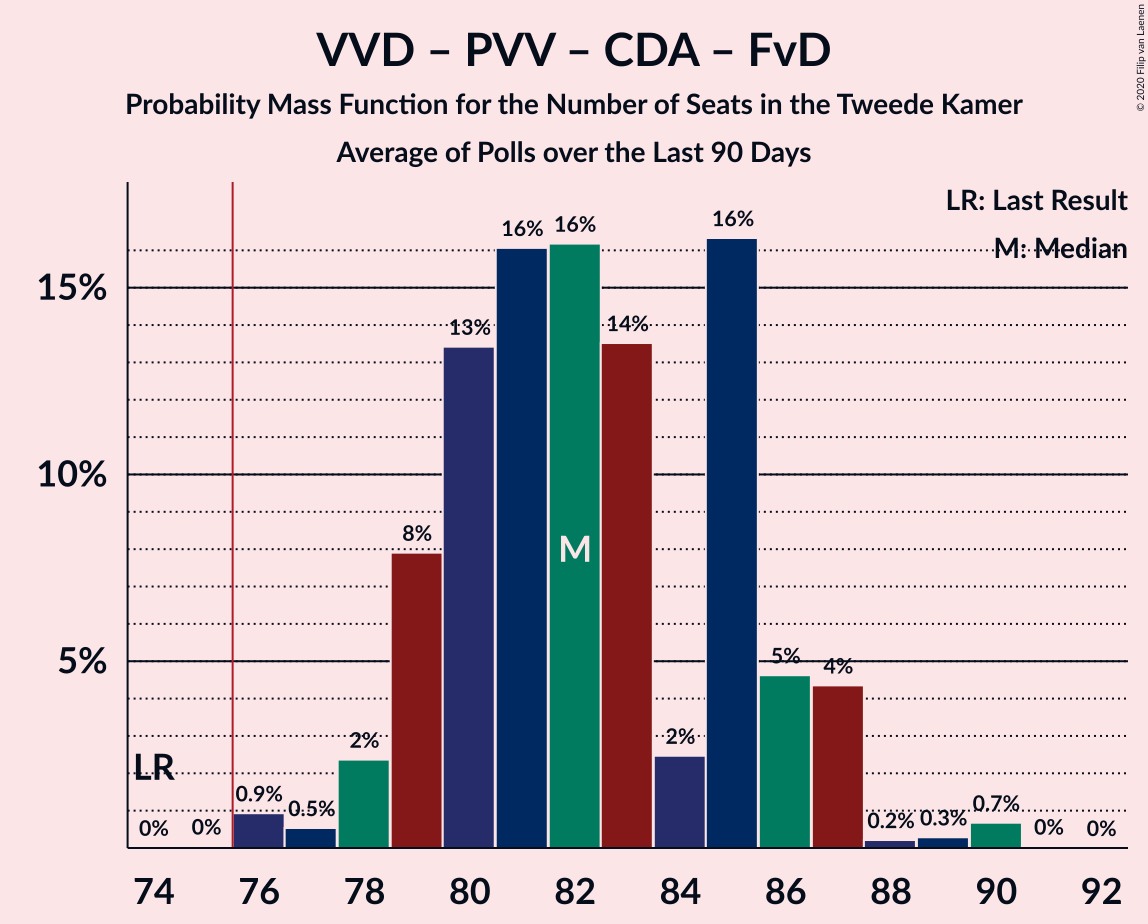 VVD – PVV – CDA – FvD
Probability Mass Function for the Number of Seats in the Tweede Kamer
Average of Polls over the Last 90 Days
© 2020 Filip van Laenen
LR: Last Result
M: Median
15%
10%
5%
LR
M
0%
0%
0.9%
0.5%
2%
8%
13%
16%
16%
14%
2%
16%
5%
4%
0.2%
0.3%
0.7%
0%
0%
74 76 78 80 82 84 86 88 90 92